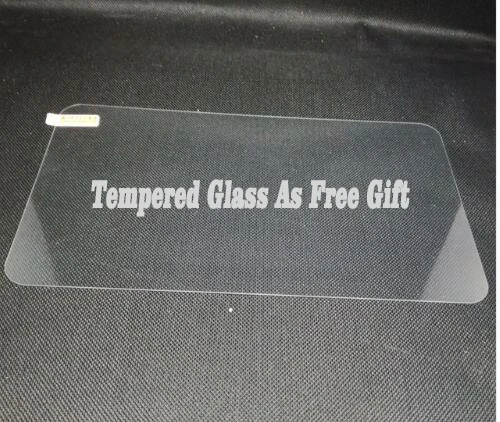 Tempered Glass As Free Gift